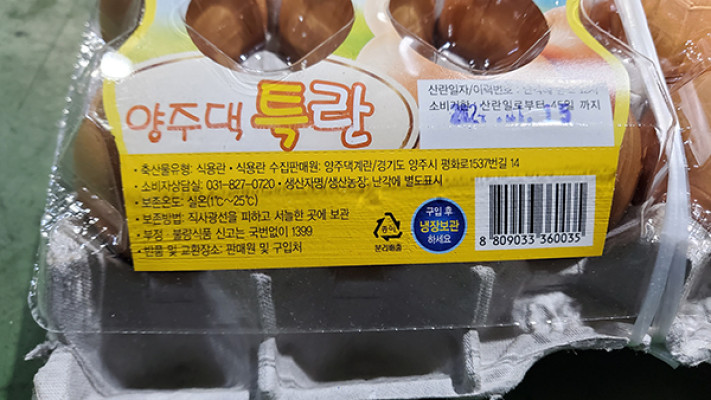 양주댁 특란
산란일자/이력번호 :
소비기한 : 산란일로부터 45일 까지
• 축산물유형: 식용란 • 식용란 수집판매원: 양주댁계란/경기도 양주시 평화로1537번길 14
• 소비자상담실: 031-827-0720 • 생산자명/생산농장: 난각에 별도표시
• 보존온도: 실온(1℃~25℃)
• 보존방법: 직사광선을 피하고 서늘한 곳에 보관
• 부정 · 불량식품 신고는 국번없이 1399
• 반품 및 교환장소: 판매원 및 구입처
종이
분리배출
구입 후
냉장보관
하세요
8 809033 360035